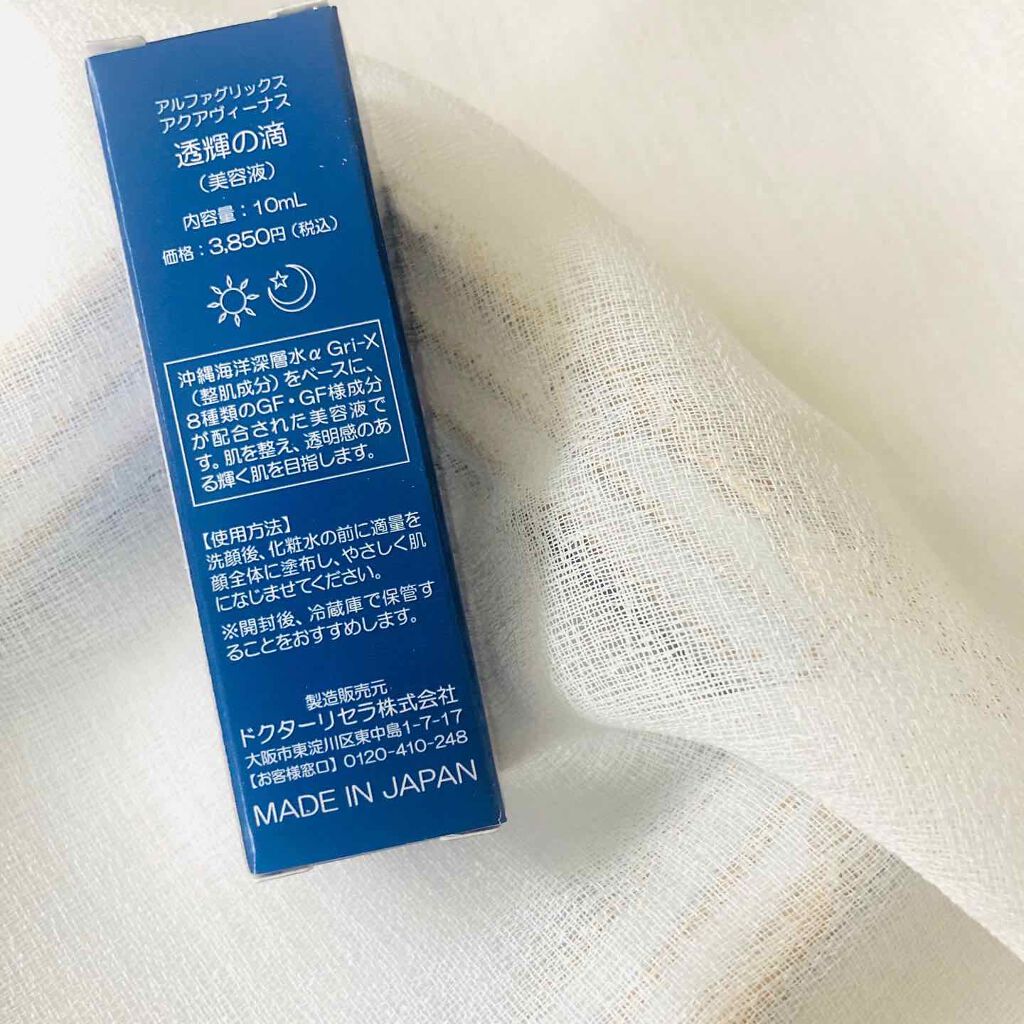 アルファグリックス
アクアヴィーナス
透輝の滴
（美容液）
内容量：10mL
価格：3,850円（税込）
沖縄海洋深層水α Gri-X
（整肌成分）をベースに、
8種類のGF・GF様成分
が配合された美容液で
す。肌を整え、透明感のあ
る輝く肌を目指します。
【使用方法】
洗顔後、化粧水の前に適量を
顔全体に塗布し、やさしく肌
になじませてください。
※開封後、冷蔵庫で保管す
ることをおすすめします。
製造販売元
ドクターリセラ株式会社
大阪市東淀川区東中島1-7-17
【お客様窓口】0120-410-248
MADE IN JAPAN